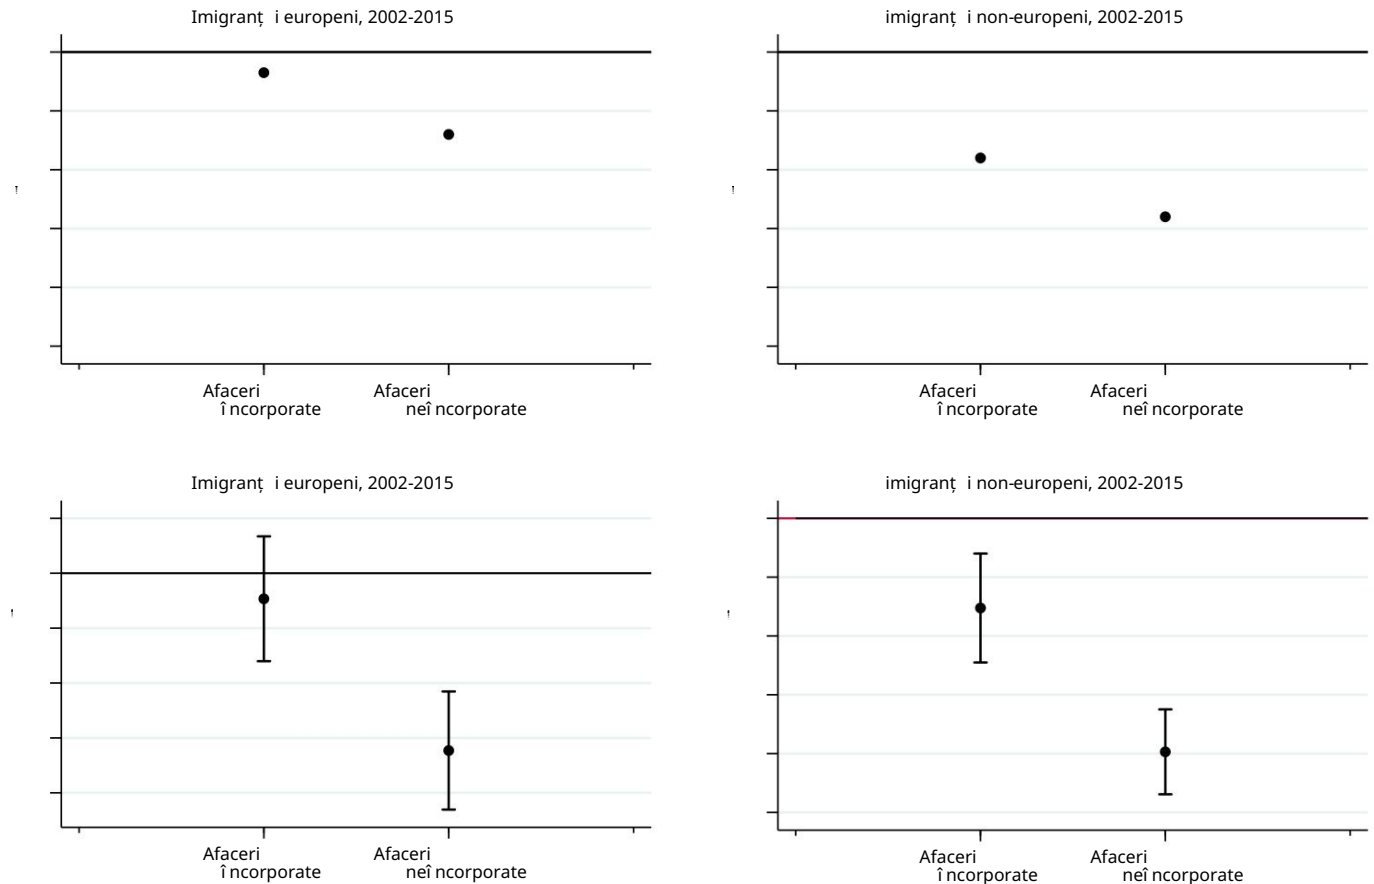 Imigranț i europeni, 2002-2015
imigranț i non-europeni, 2002-2015
Afaceri
î ncorporate
Afaceri
neî ncorporate
Afaceri
î ncorporate
Afaceri
neî ncorporate
Imigranț i europeni, 2002-2015
imigranț i non-europeni, 2002-2015
Afaceri
î ncorporate
Afaceri
neî ncorporate
Afaceri
î ncorporate
Afaceri
neî ncorporate